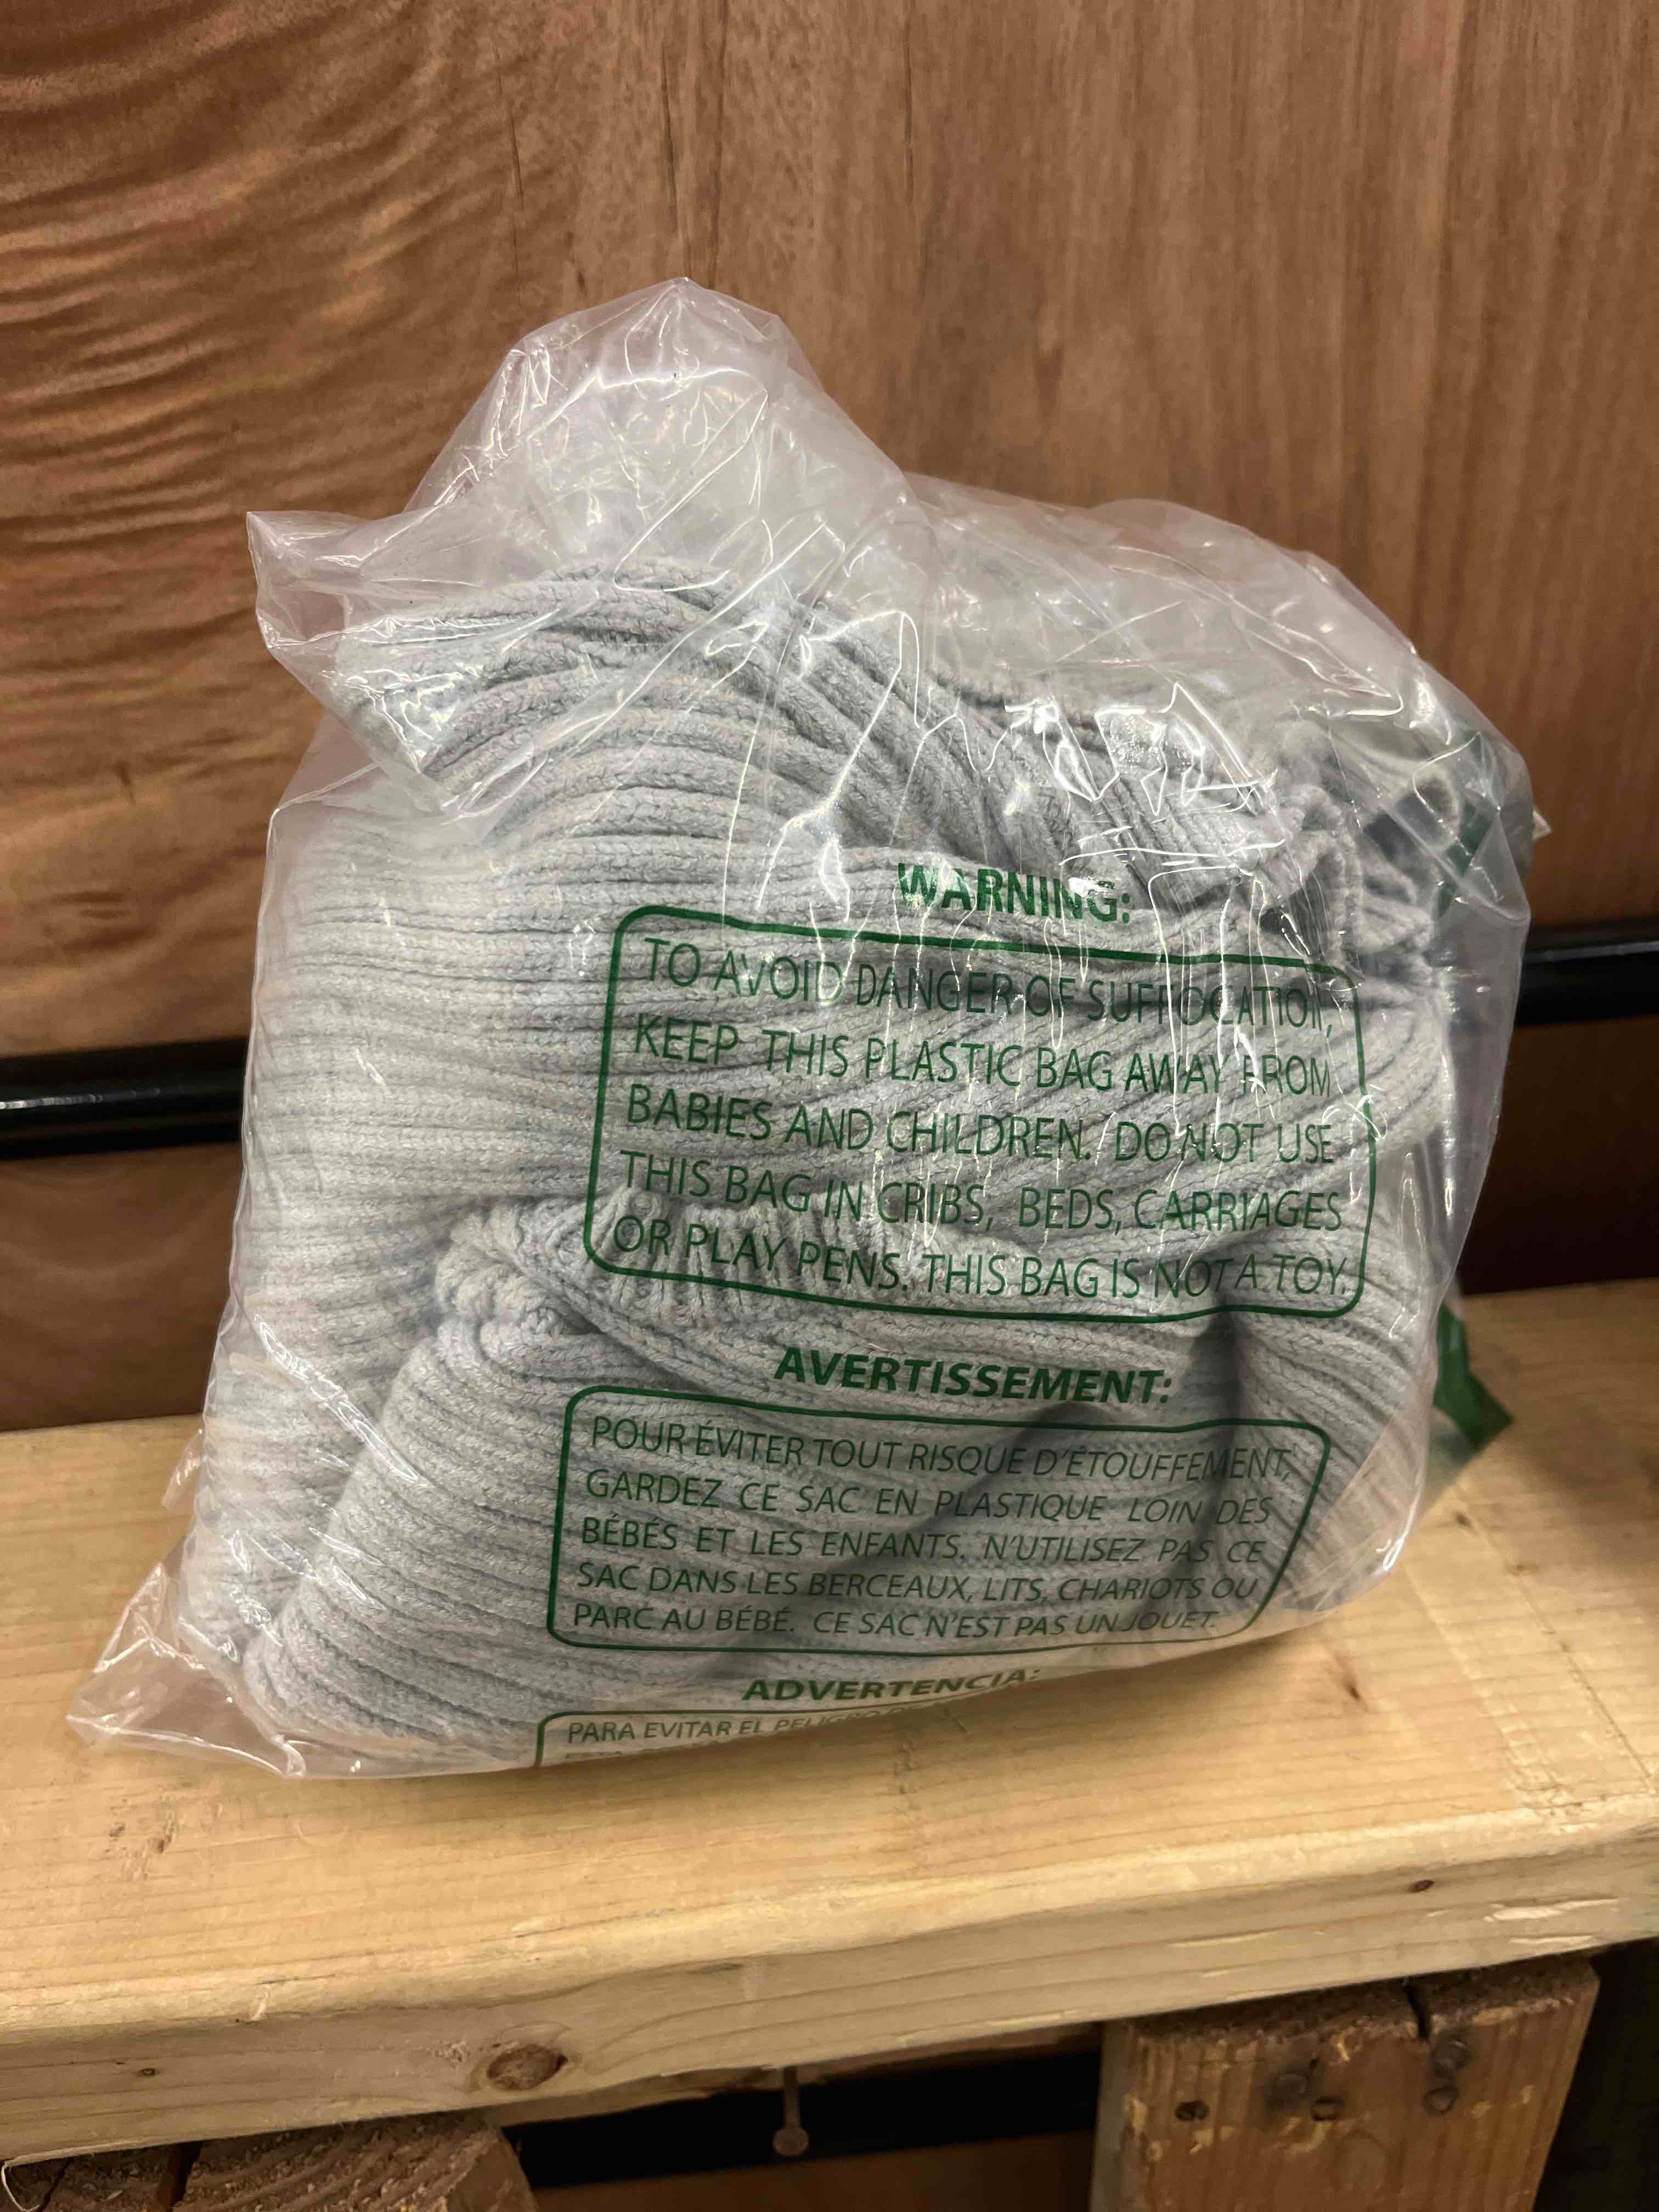 WARNING:
TO AVOID DANGER OF SUFFOCATION,
KEEP THIS PLASTIC BAG AWAY FROM
BABIES AND CHILDREN. DO NOT USE
THIS BAG IN CRIBS, BEDS, CARRIAGES
OR PLAY PENS. THIS BAG IS NOT A TOY.
AVERTISSEMENT:
POUR ÉVITER TOUT RISQUE D'ÉTOUFFEMENT,
GARDEZ CE SAC EN PLASTIQUE LOIN DES
BÉBÉS ET LES ENFANTS. N'UTILISEZ PAS CE
SAC DANS LES BERCEAUX, LITS, CHARIOTS OU
PARC AU BÉBÉ. CE SAC N'EST PAS UN JOUET.
ADVERTENCIA:
PARA EVITAR EL PELIGRO